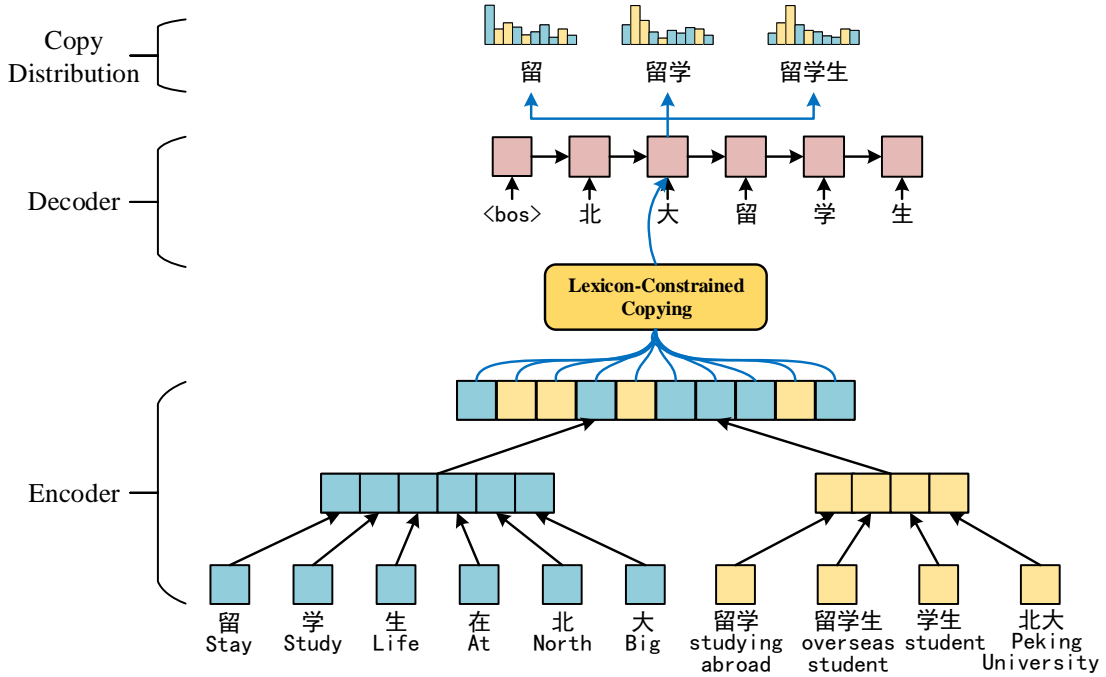 Copy
Distribution
留
留学
留学生
Decoder
<bos>
北
大
留
学
生
Lexicon-Constrained
Copying
Encoder
留
Stay
学
Study
生
Life
在
At
北
North
大
Big
留学
studying
abroad
留学生
overseas
student
学生
student
北大
Peking
University